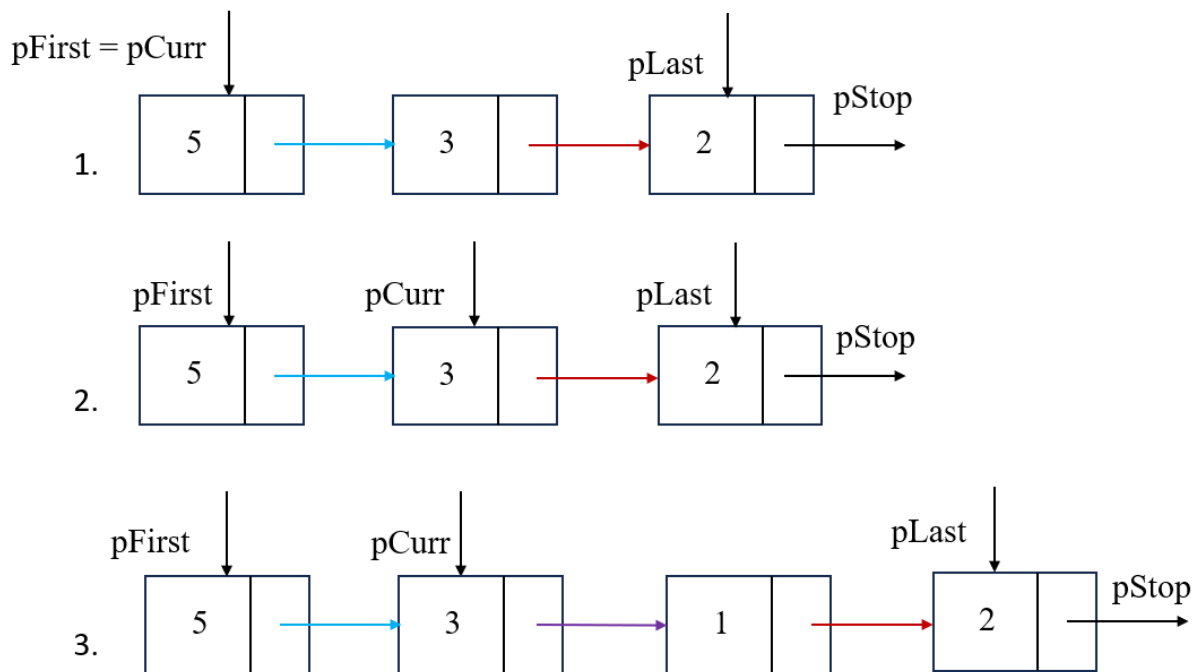 pFirst = pCurr
pLast
pStop
1.
5
3
2
pFirst
pCurr
pLast
pStop
2.
5
3
2
pFirst
pCurr
pLast
pStop
3.
5
3
1
2